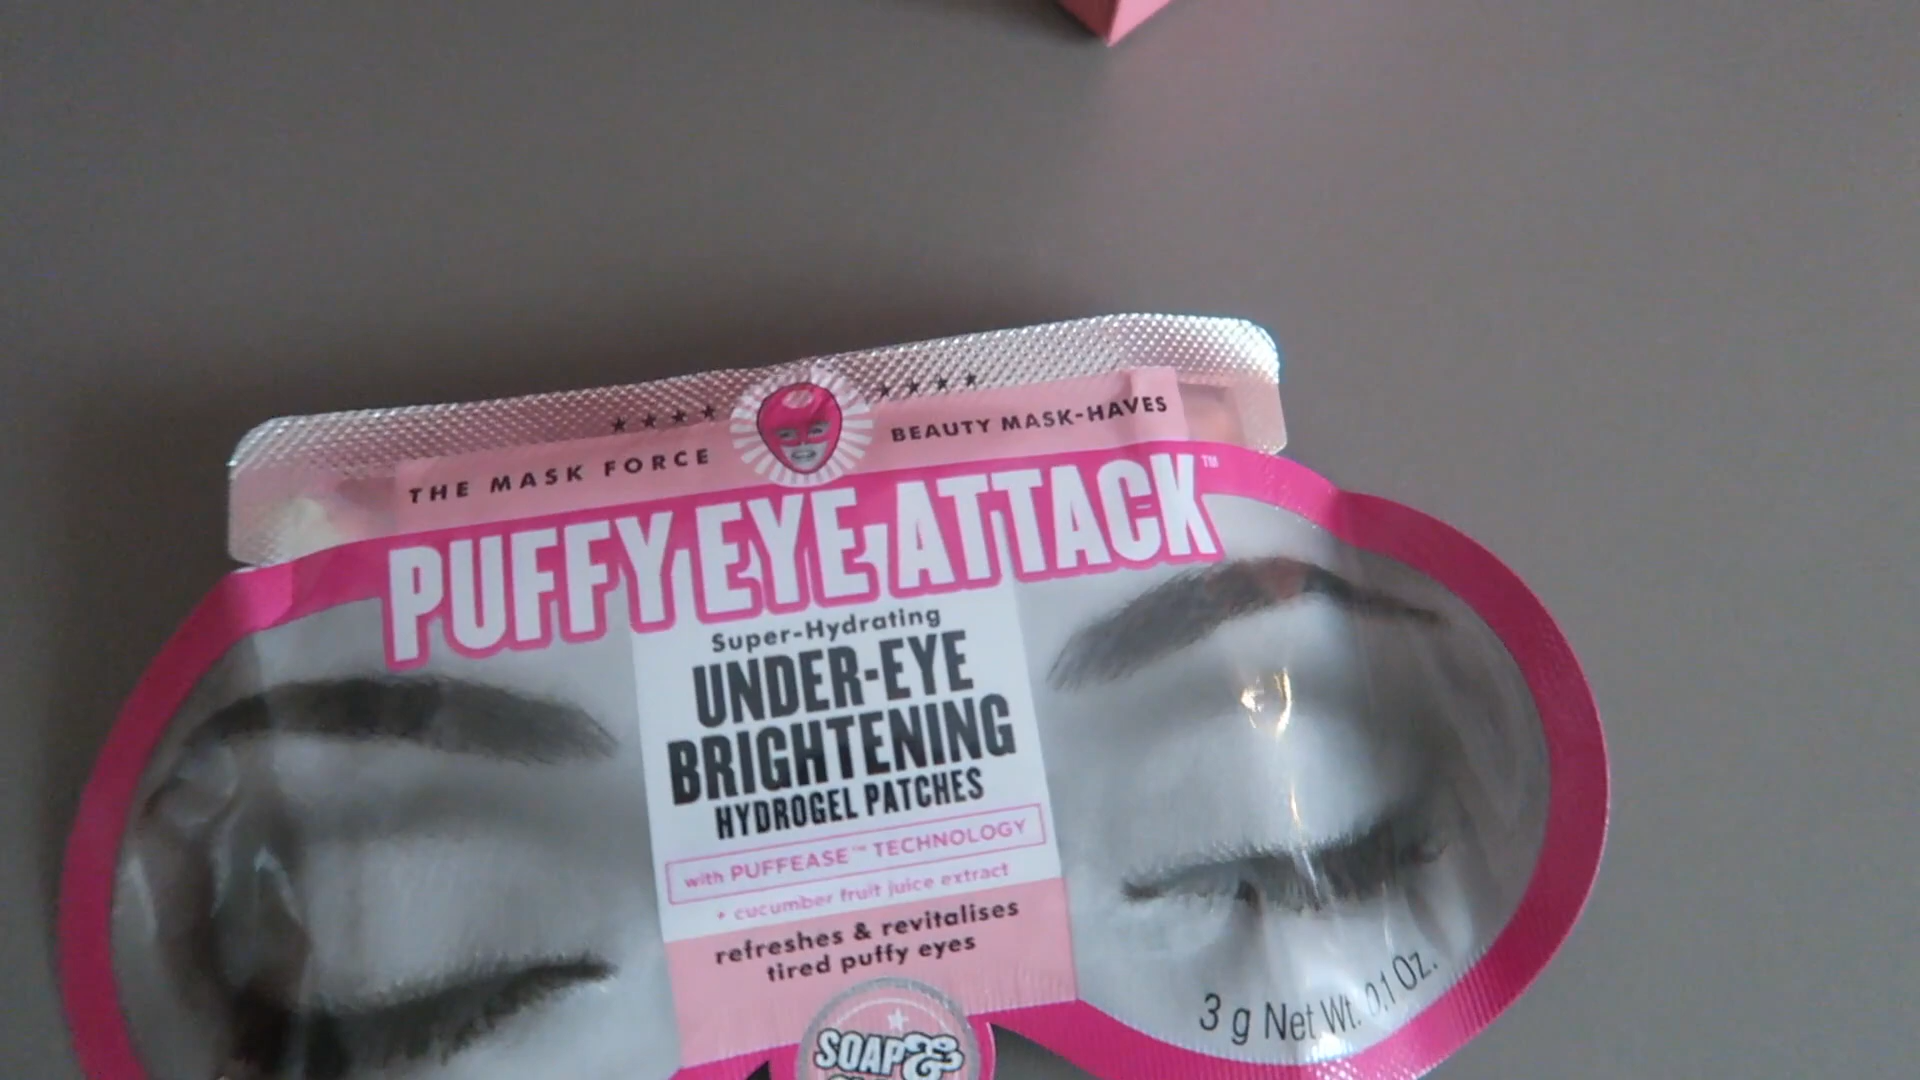 THE MASK FORCE BEAUTY MASK-HAVES
PUFFY EYE ATTACK™
Super-Hydrating
UNDER-EYE
BRIGHTENING
HYDROGEL PATCHES
with PUFFEASE™ TECHNOLOGY
+ cucumber fruit juice extract
refreshes & revitalises
tired puffy eyes
3 g Net Wt. 0.1 Oz.
SOAP &